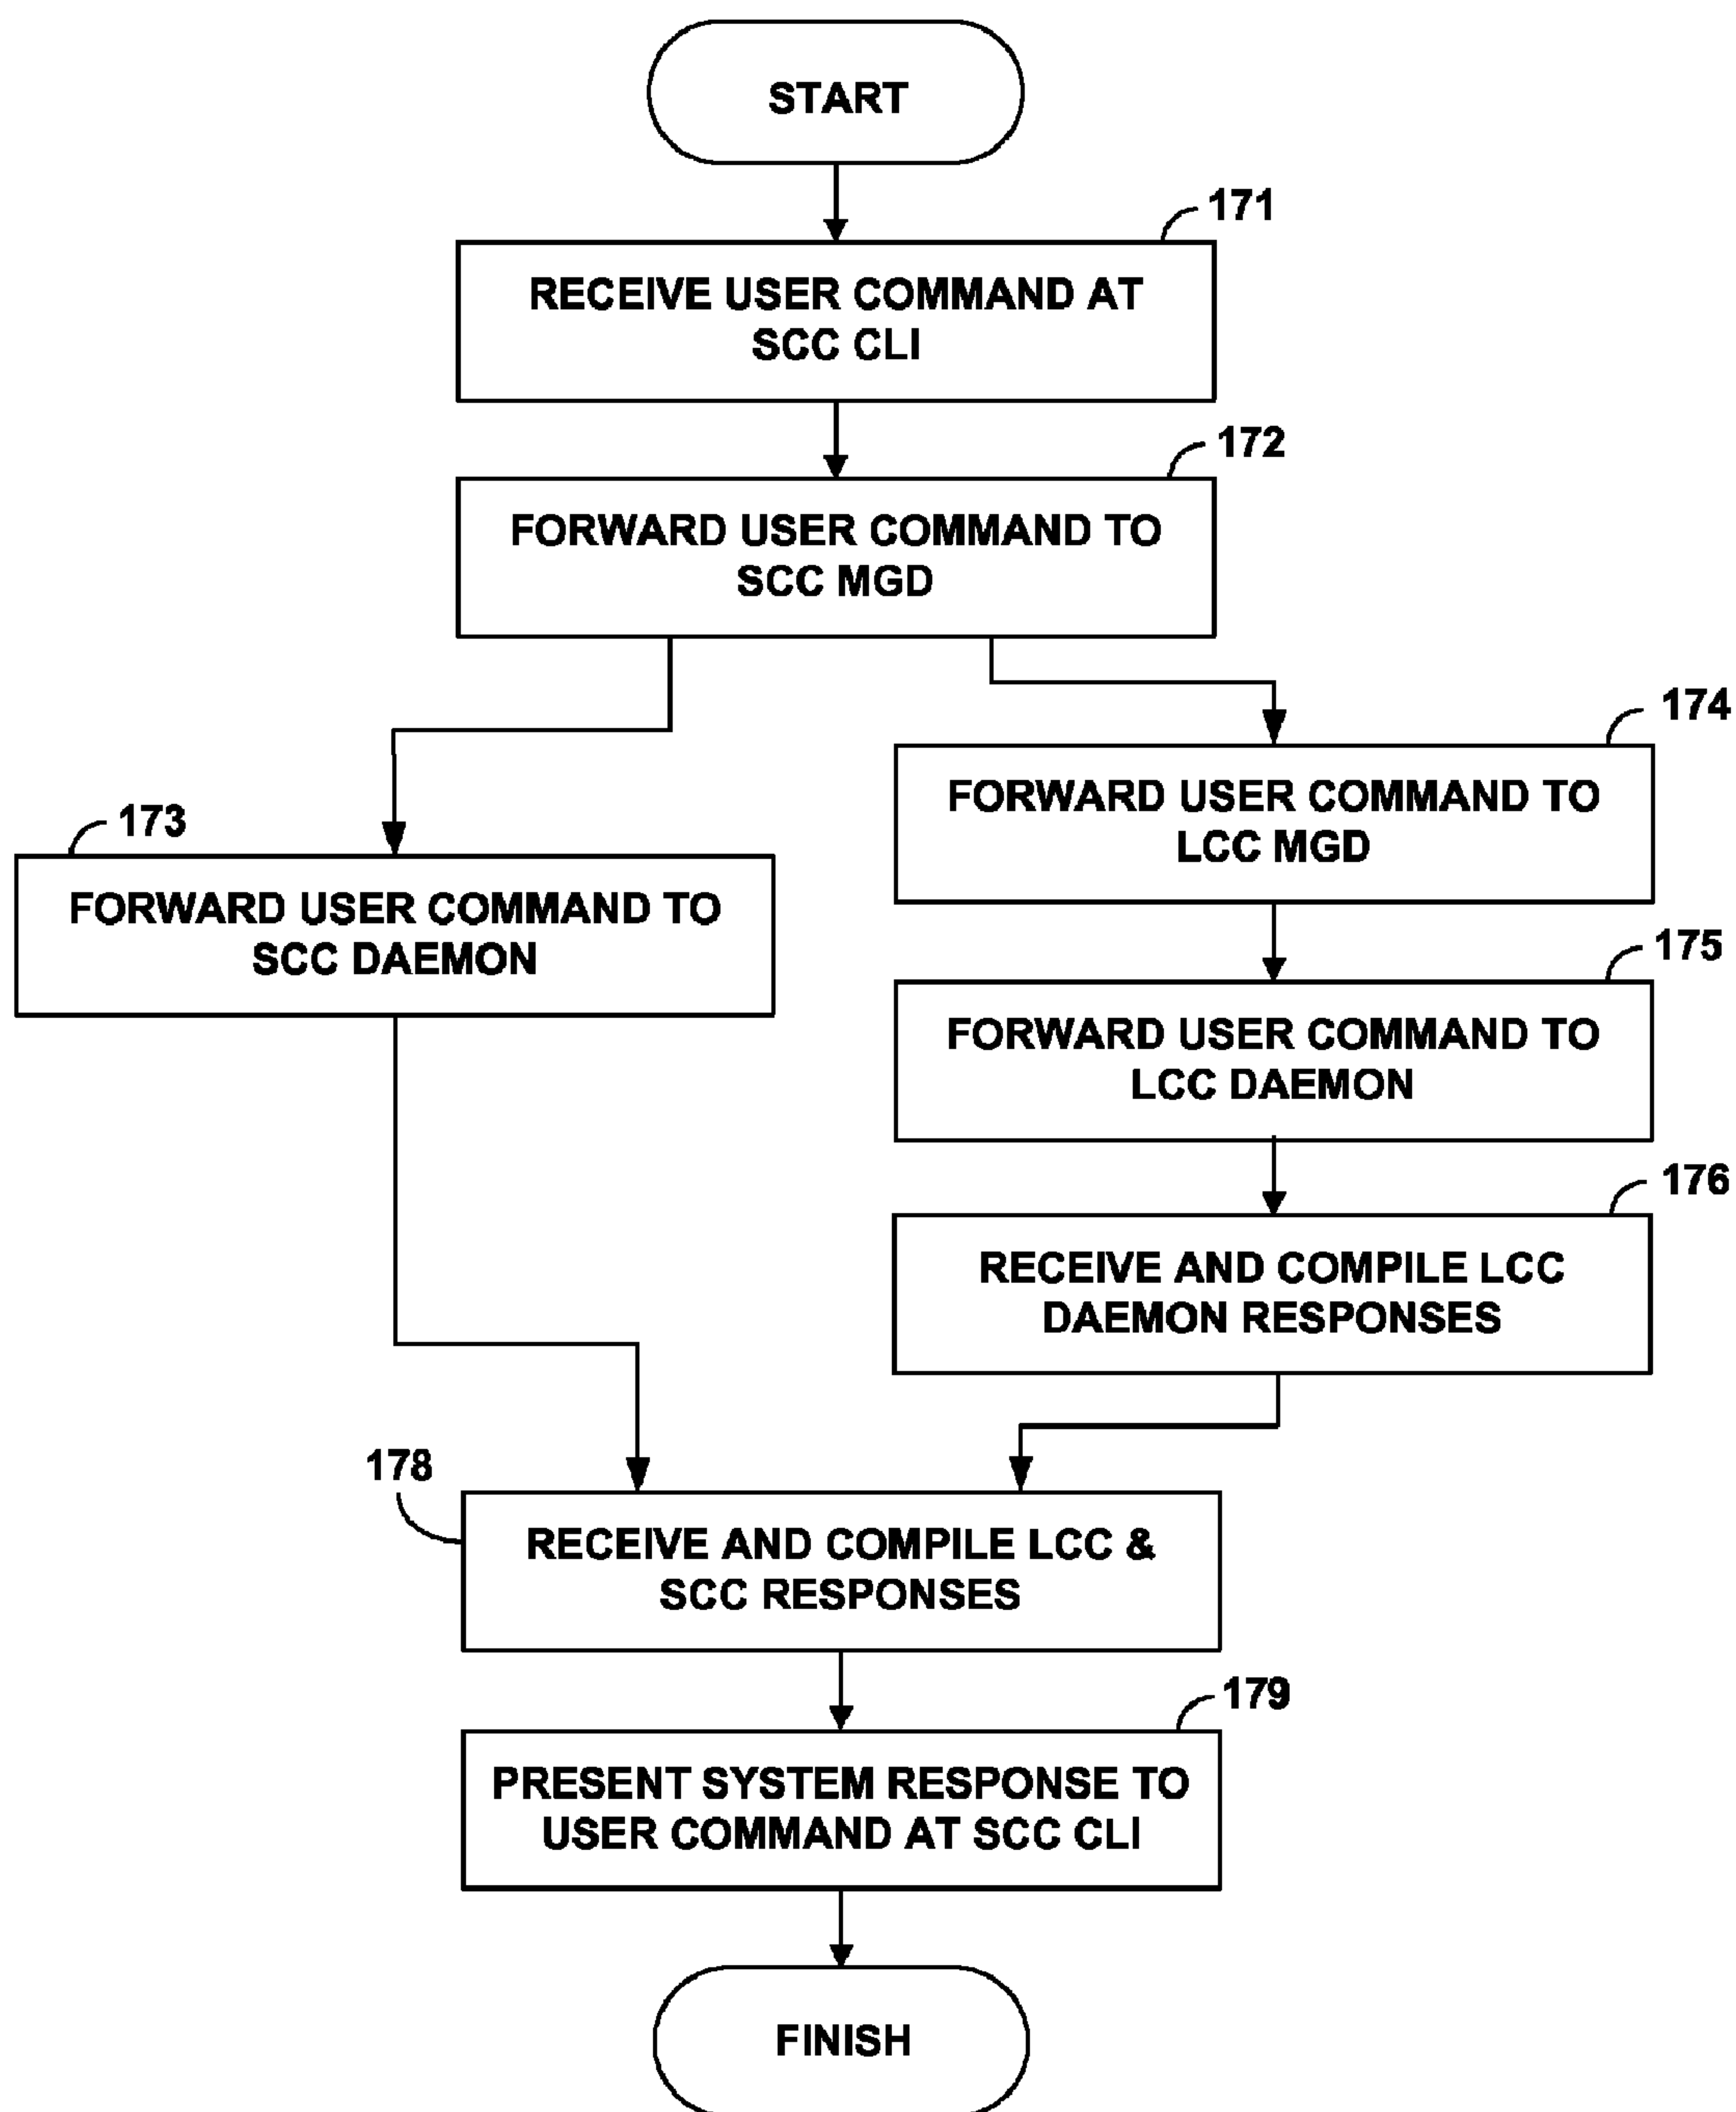 START
171
RECEIVE USER COMMAND AT
SCC CLI
172
FORWARD USER COMMAND TO
SCC MGD
174
FORWARD USER COMMAND TO
LCC MGD
173
FORWARD USER COMMAND TO
SCC DAEMON
175
FORWARD USER COMMAND TO
LCC DAEMON
176
RECEIVE AND COMPILE LCC
DAEMON RESPONSES
178
RECEIVE AND COMPILE LCC &
SCC RESPONSES
179
PRESENT SYSTEM RESPONSE TO
USER COMMAND AT SCC CLI
FINISH